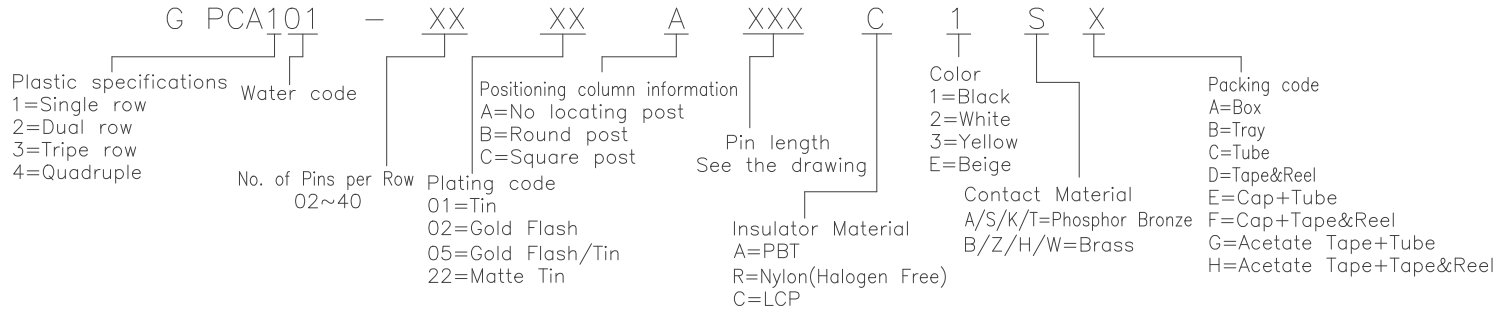 G PCA101 - XX XX A XXX C 1 S X
Plastic specifications
1=Single row
2=Dual row
3=Tripe row
4=Quadruple
Water code
No. of Pins per Row
02~40
Plating code
01=Tin
02=Gold Flash
05=Gold Flash/Tin
22=Matte Tin
Positioning column information
A=No locating post
B=Round post
C=Square post
Pin length
See the drawing
Insulator Material
A=PBT
R=Nylon(Halogen Free)
C=LCP
Color
1=Black
2=White
3=Yellow
E=Beige
Contact Material
A/S/K/T=Phosphor Bronze
B/Z/H/W=Brass
Packing code
A=Box
B=Tray
C=Tube
D=Tape&Reel
E=Cap+Tube
F=Cap+Tape&Reel
G=Acetate Tape+Tube
H=Acetate Tape+Tape&Reel